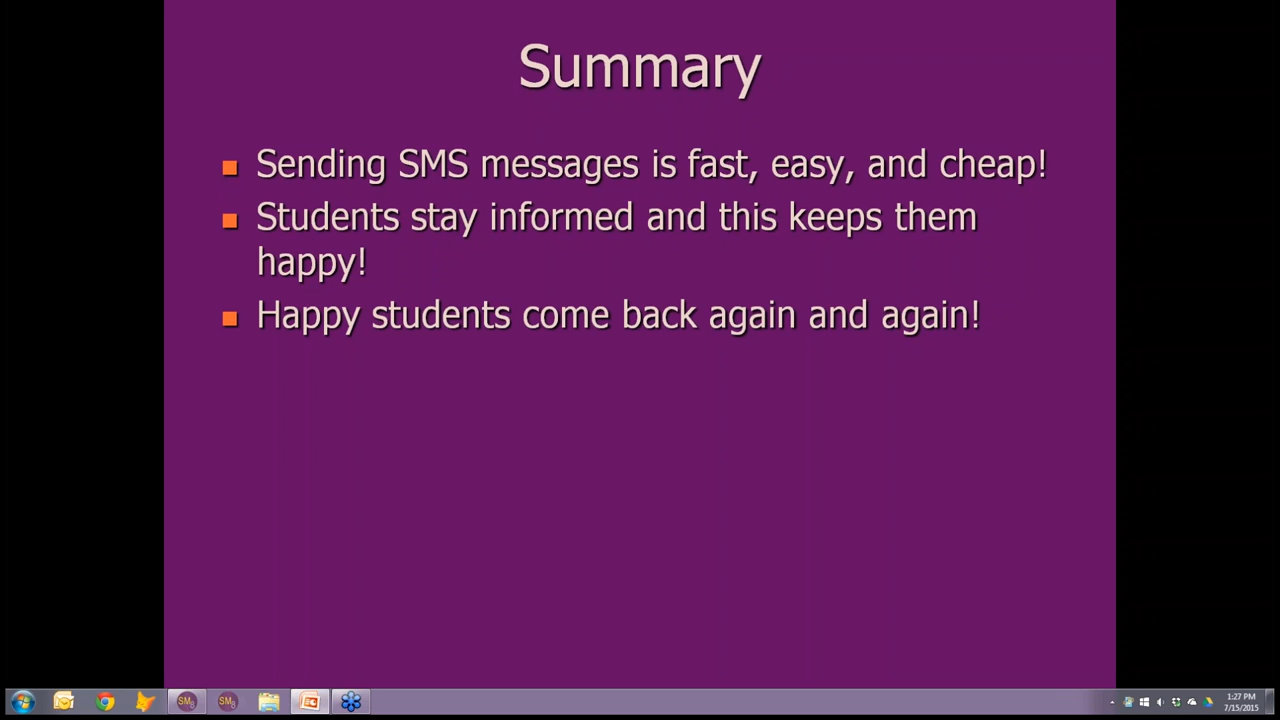 Summary
Sending SMS messages is fast, easy, and cheap!
Students stay informed and this keeps them
happy!
Happy students come back again and again!
1:27 PM
7/15/2015